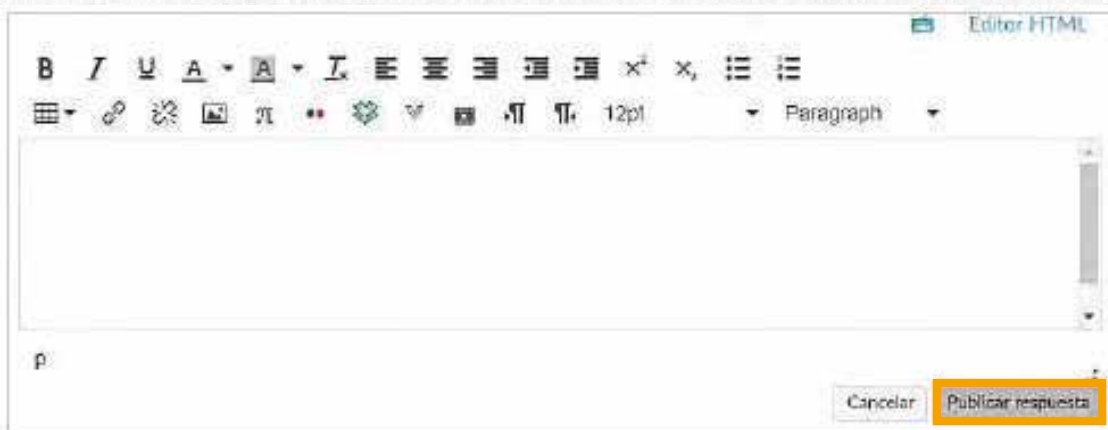 Editor HTML
B I U A A
12pt Paragraph
p
Cancelar Publicar respuesta